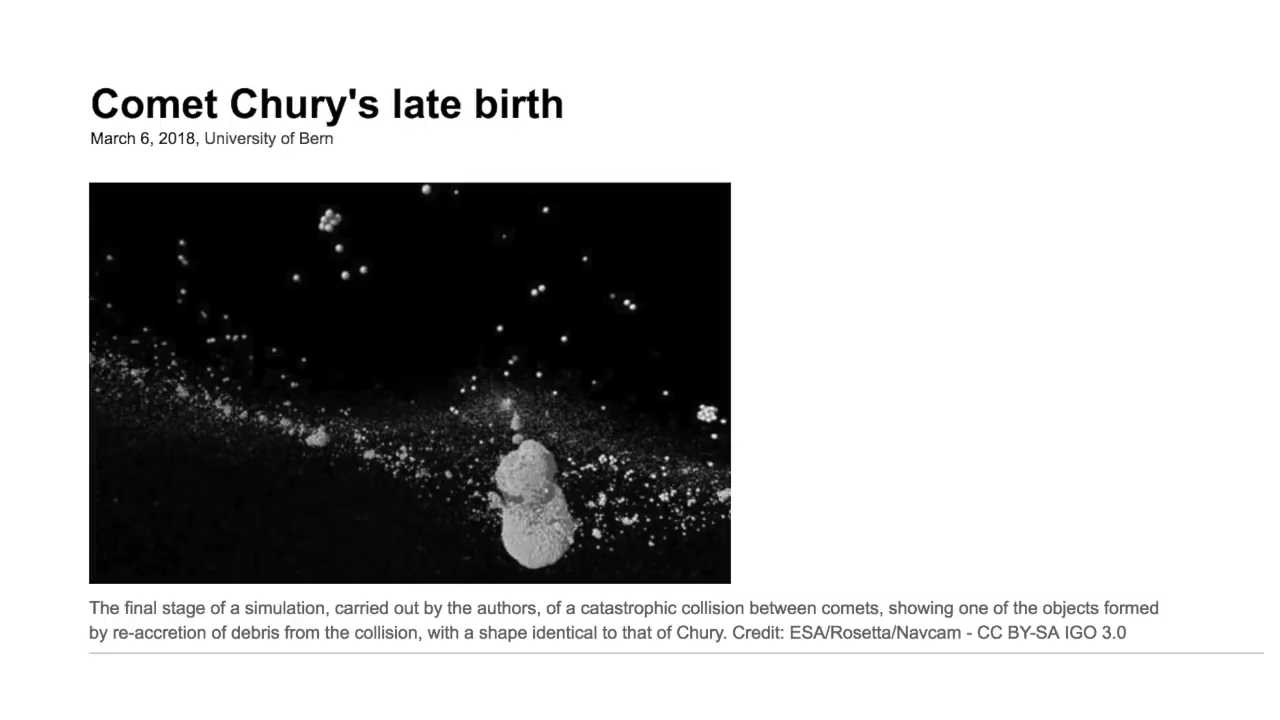 Comet Chury's late birth
March 6, 2018, University of Bern
The final stage of a simulation, carried out by the authors, of a catastrophic collision between comets, showing one of the objects formed
by re-accretion of debris from the collision, with a shape identical to that of Chury. Credit: ESA/Rosetta/Navcam - CC BY-SA IGO 3.0